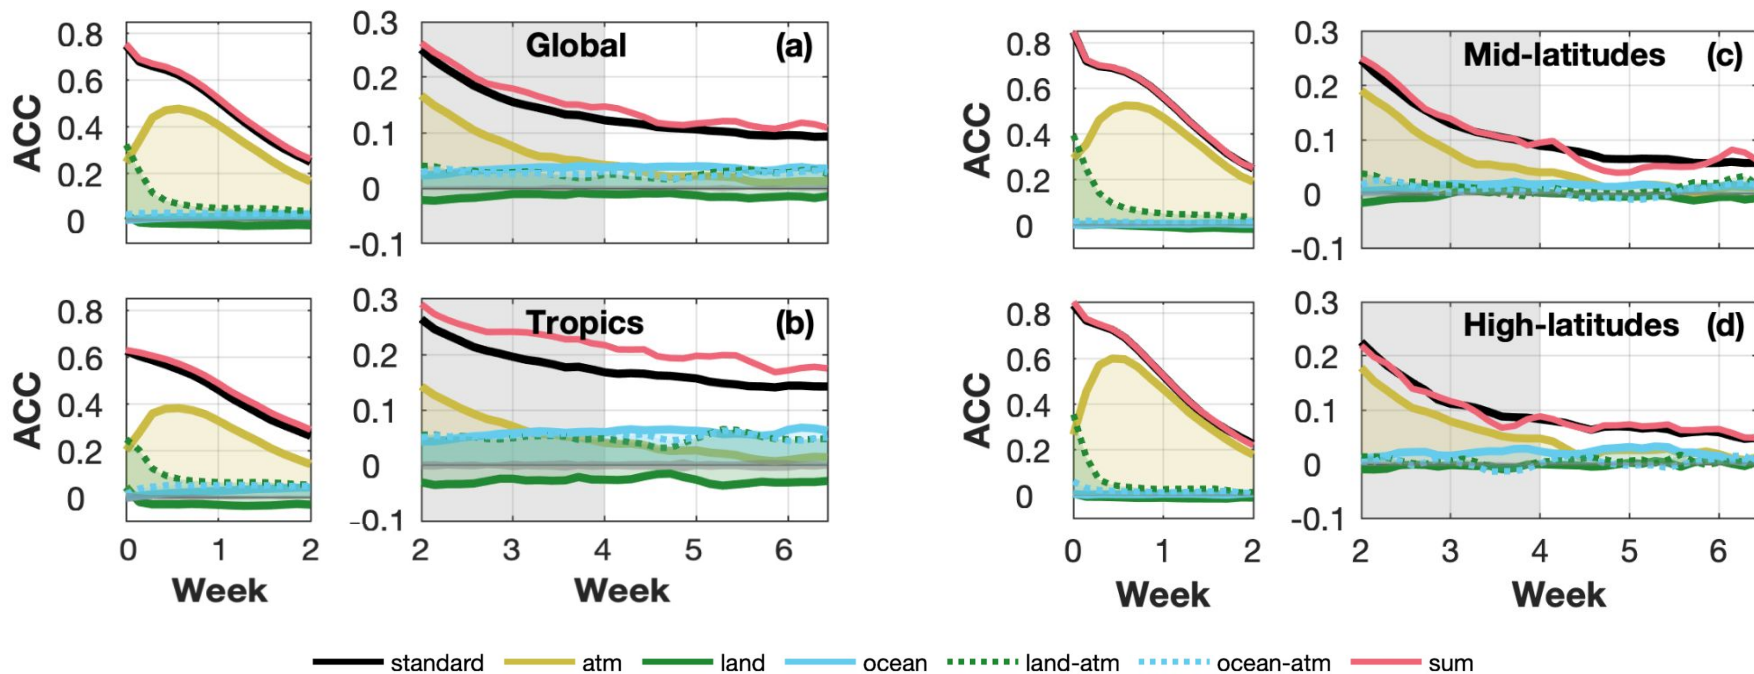 ACC
0.8
0.6
0.4
0.2
0
0.3
0.2
0.1
0
-0.1
Global (a)
ACC
0.8
0.6
0.4
0.2
0
0 1 2
Week
0.3
0.2
0.1
0
-0.1
Tropics (b)
2 3 4 5 6
Week
ACC
0.8
0.6
0.4
0.2
0
0.3
0.2
0.1
0
-0.1
Mid-latitudes (c)
ACC
0.8
0.6
0.4
0.2
0
0 1 2
Week
0.3
0.2
0.1
0
-0.1
High-latitudes (d)
2 3 4 5 6
Week
standard atm land ocean land-atm ocean-atm sum